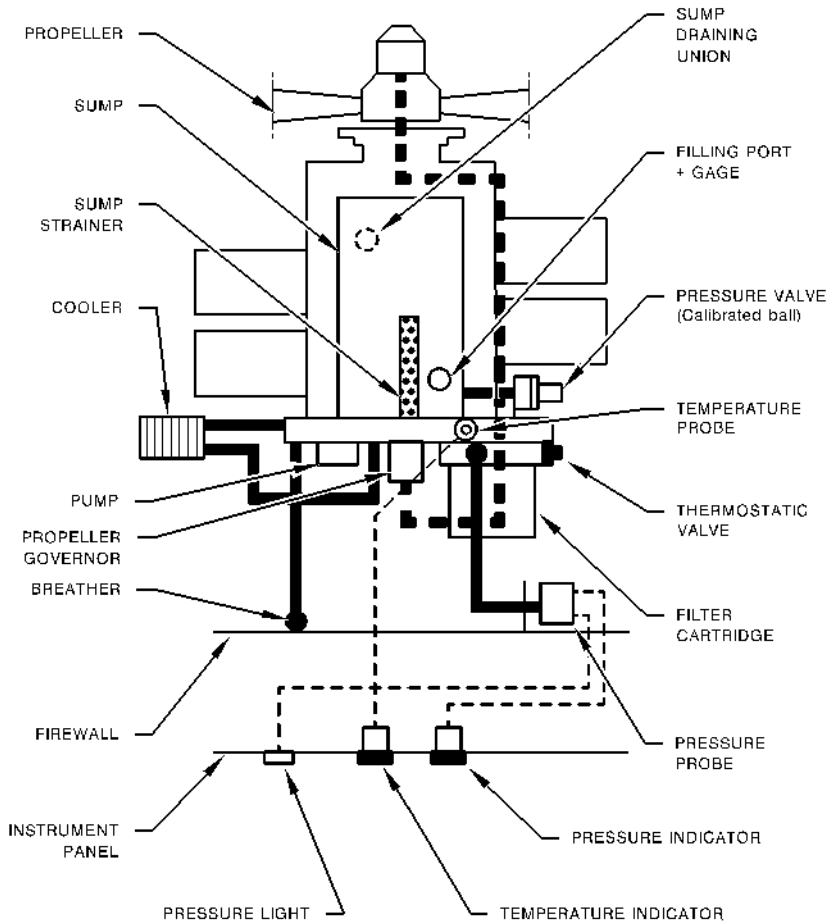 PROPELLER
SUMP
SUMP
STRAINER
COOLER
PUMP
PROPELLER
GOVERNOR
BREATHER
FIREWALL
INSTRUMENT
PANEL
PRESSURE LIGHT
SUMP
DRAINING
UNION
FILLING PORT
+ GAGE
PRESSURE VALVE
(Calibrated ball)
TEMPERATURE
PROBE
THERMOSTATIC
VALVE
FILTER
CARTRIDGE
PRESSURE
PROBE
PRESSURE INDICATOR
TEMPERATURE INDICATOR